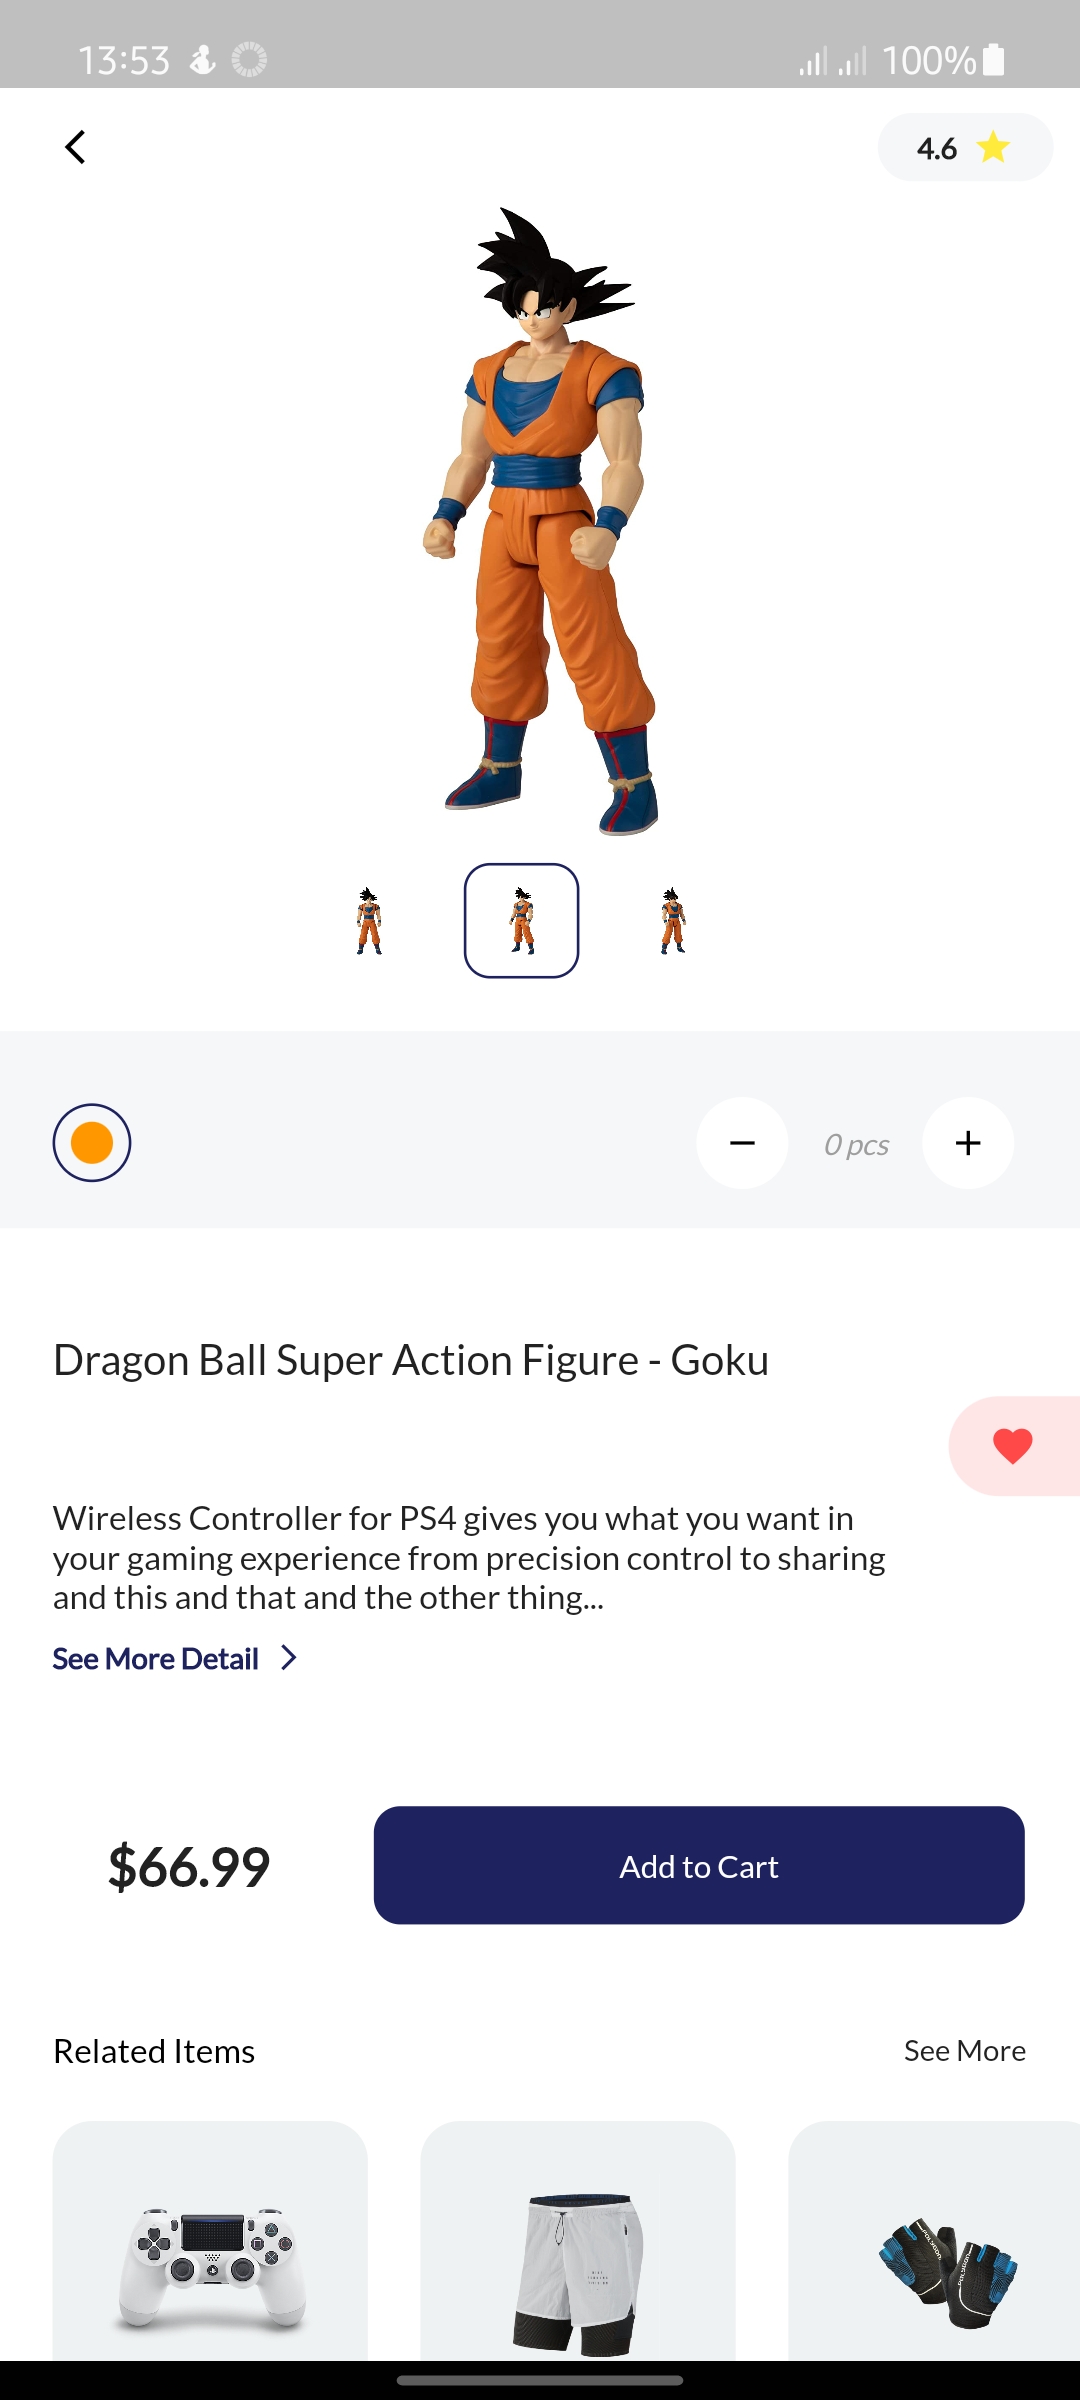 13:53
100%
4.6
0 pcs
Dragon Ball Super Action Figure - Goku
Wireless Controller for PS4 gives you what you want in
your gaming experience from precision control to sharing
and this and that and the other thing...
See More Detail
$66.99
Add to Cart
Related Items
See More